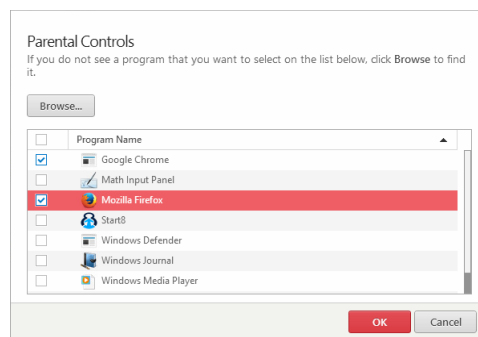 Parental Controls
If you do not see a program that you want to select on the list below, click Browse to find
it.
Browse...
Program Name
Google Chrome
Math Input Panel
Mozilla Firefox
Start8
Windows Defender
Windows Journal
Windows Media Player
OK Cancel